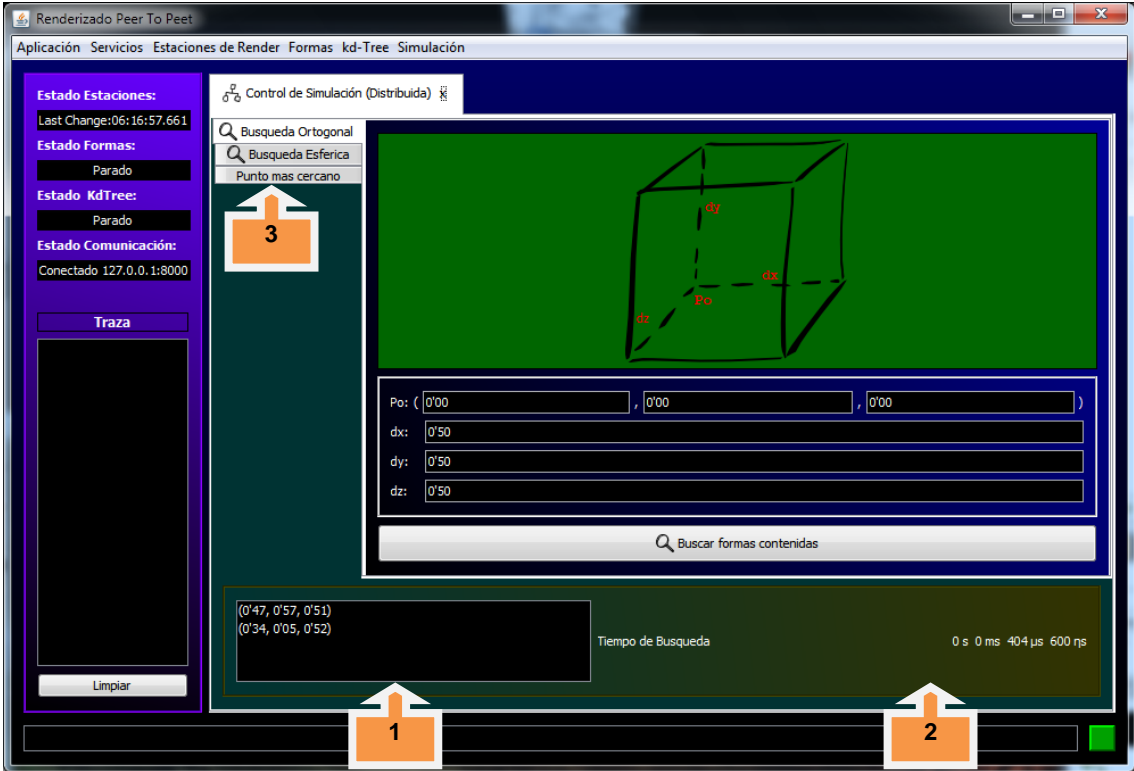 Renderizado Peer To Peet
Aplicación Servicios Estaciones de Render Formas kd-Tree Simulación
Estado Estaciones:
Last Change:06:16:57.661
Estado Formas:
Parado
Estado KdTree:
Parado
Estado Comunicación:
Conectado 127.0.0.1:8000
Traza
Limpiar
Control de Simulación (Distribuida)
Busqueda Ortogonal
Busqueda Esferica
Punto mas cercano
3
dy
dx
Po
dz
Po: ( 0'00 , 0'00 , 0'00 )
dx: 0'50
dy: 0'50
dz: 0'50
Buscar formas contenidas
(0'47, 0'57, 0'51)
(0'34, 0'05, 0'52)
Tiempo de Busqueda 0 s 0 ms 404 µs 600 ηs
1
2